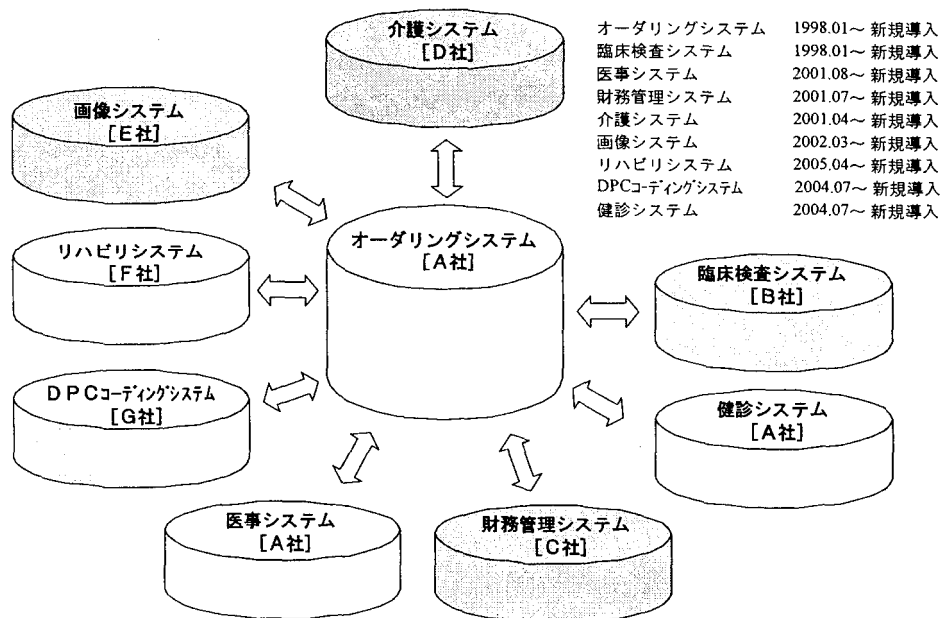 介護システム
[D社]
オーダリングシステム 1998.01～ 新規導入
臨床検査システム 1998.01～ 新規導入
医事システム 2001.08～ 新規導入
財務管理システム 2001.07～ 新規導入
介護システム 2001.04～ 新規導入
画像システム 2002.03～ 新規導入
リハビリシステム 2005.04～ 新規導入
DPCｺｰﾃﾞｨﾝｸﾞシステム 2004.07～ 新規導入
健診システム 2004.07～ 新規導入
画像システム
[E社]
オーダリングシステム
[A社]
リハビリシステム
[F社]
臨床検査システム
[B社]
DPCｺｰﾃﾞｨﾝｸﾞｼｽﾃﾑ
[G社]
健診システム
[A社]
医事システム
[A社]
財務管理システム
[C社]